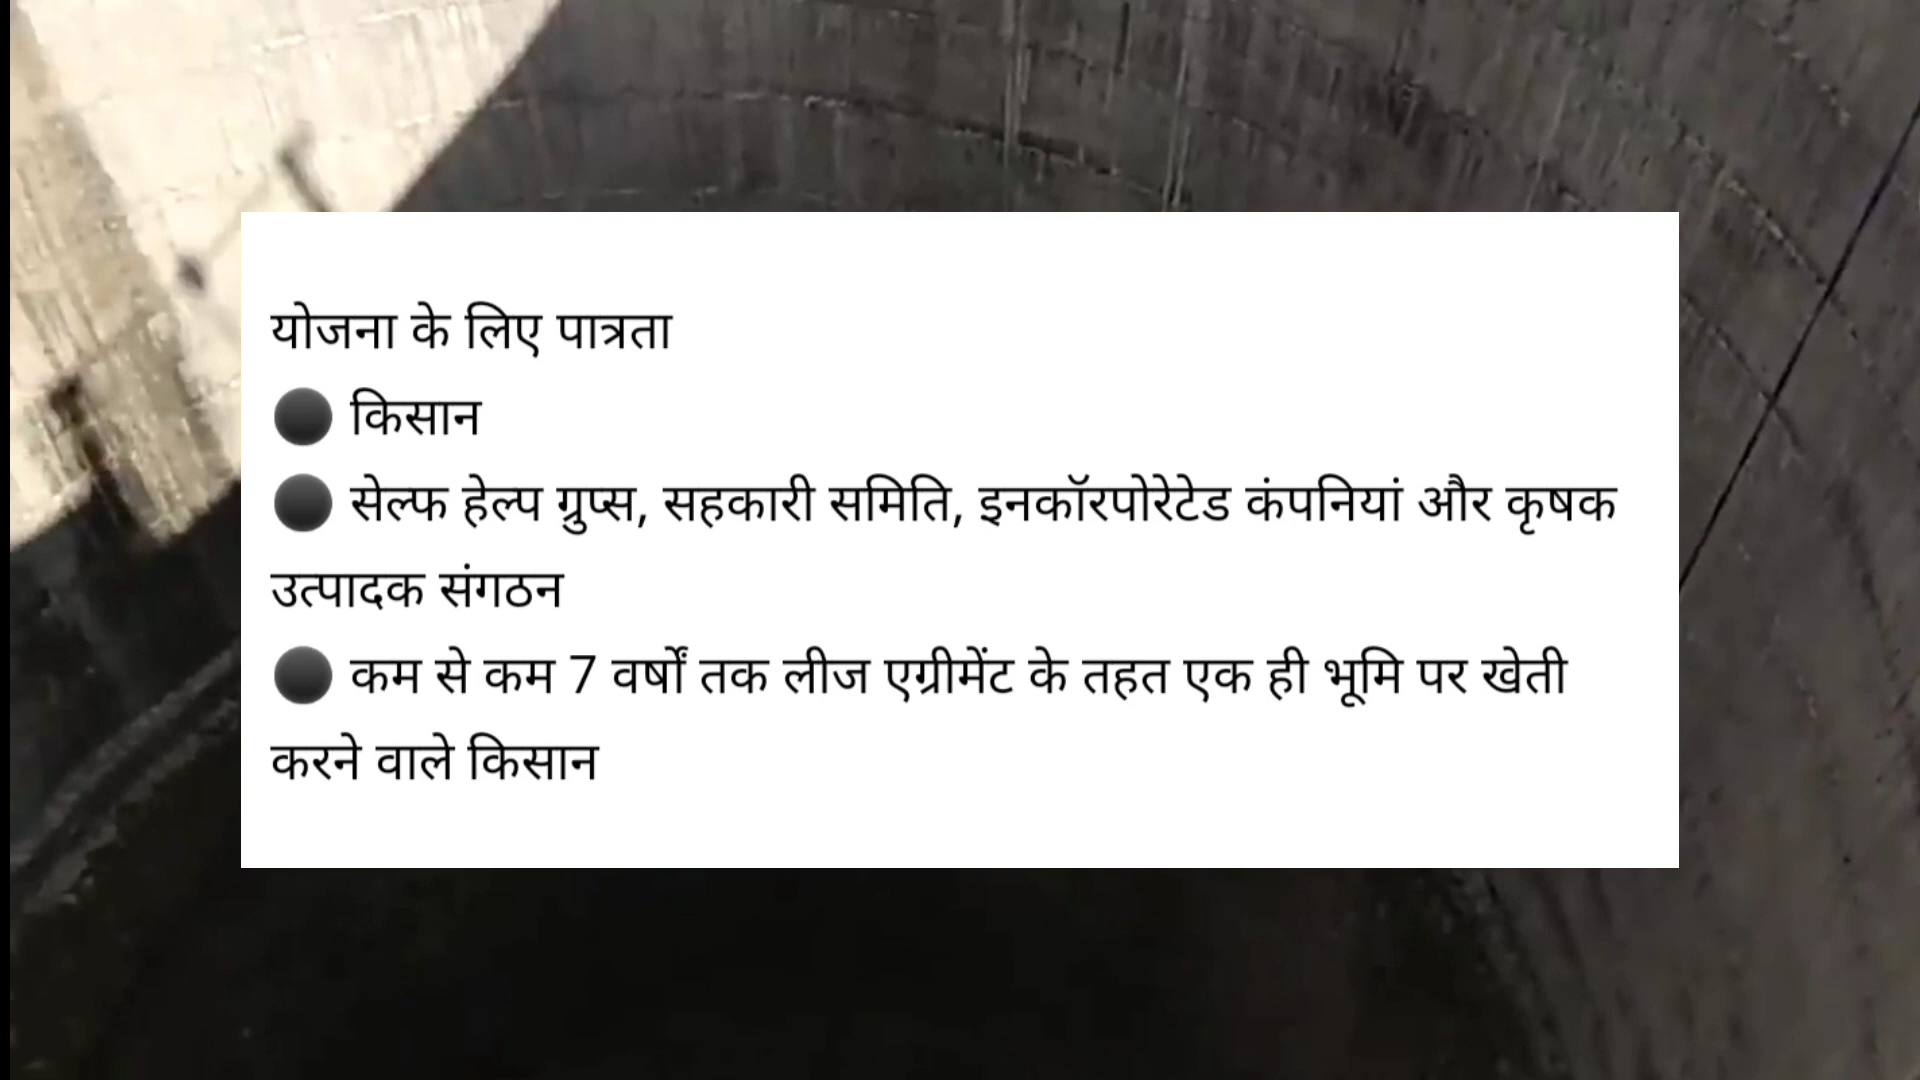 योजना के लिए पात्रता
⚫ किसान
⚫ सेल्फ हेल्प ग्रुप्स, सहकारी समिति, इनकॉरपोरेटेड कंपनियां और कृषक
उत्पादक संगठन
⚫ कम से कम 7 वर्षों तक लीज एग्रीमेंट के तहत एक ही भूमि पर खेती
करने वाले किसान